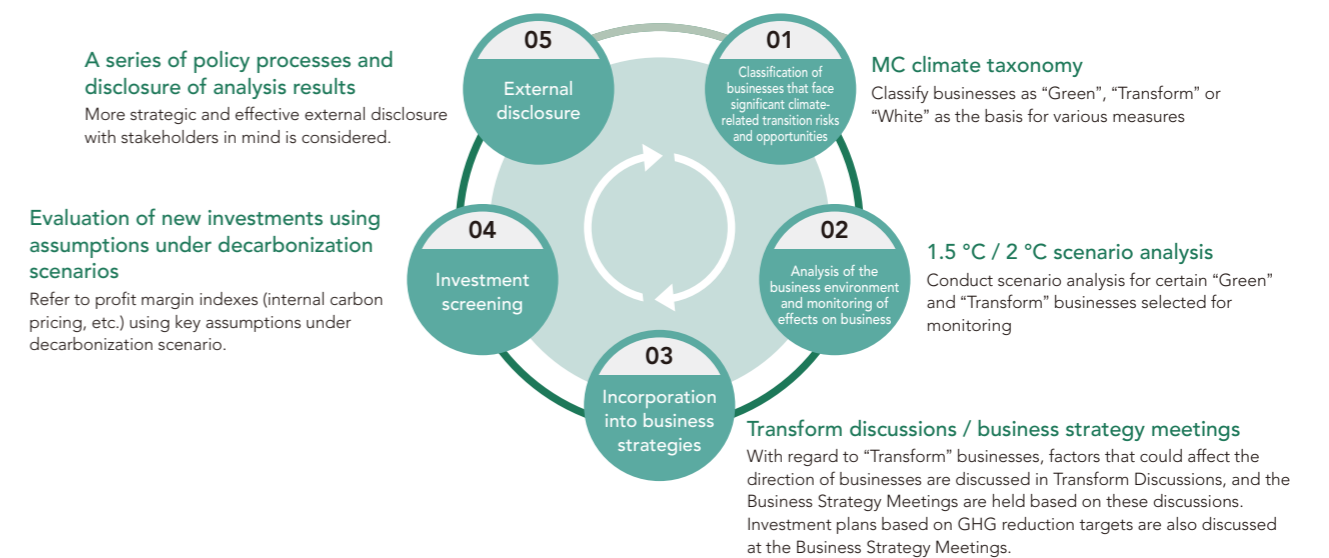 01
Classification of
businesses that face
significant climate-
related transition risks
and opportunities
MC climate taxonomy
Classify businesses as “Green”, “Transform” or
“White” as the basis for various measures
02
Analysis of the
business environment
and monitoring of
effects on business
1.5 °C / 2 °C scenario analysis
Conduct scenario analysis for certain “Green”
and “Transform” businesses selected for
monitoring
03
Incorporation
into business
strategies
Transform discussions / business strategy meetings
With regard to “Transform” businesses, factors that could affect the
direction of businesses are discussed in Transform Discussions, and the
Business Strategy Meetings are held based on these discussions.
Investment plans based on GHG reduction targets are also discussed
at the Business Strategy Meetings.
04
Investment
screening
Evaluation of new investments using
assumptions under decarbonization
scenarios
Refer to profit margin indexes (internal carbon
pricing, etc.) using key assumptions under
decarbonization scenario.
05
External
disclosure
A series of policy processes and
disclosure of analysis results
More strategic and effective external disclosure
with stakeholders in mind is considered.